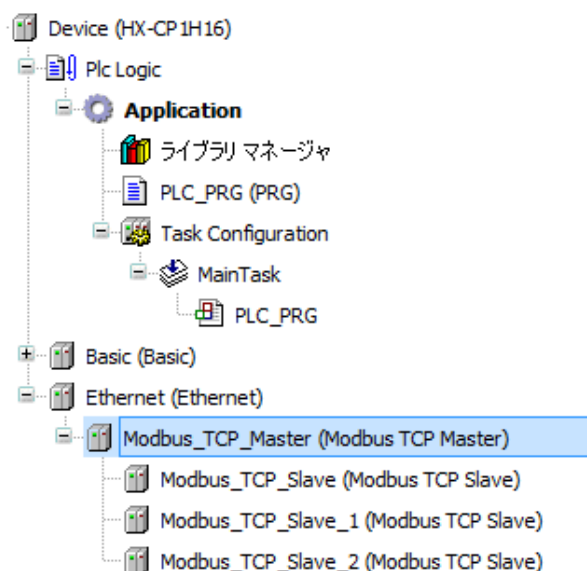 Device (HX-CP1H16)
Plc Logic
Application
ライブラリ マネージャ
PLC_PRG (PRG)
Task Configuration
MainTask
PLC_PRG
Basic (Basic)
Ethernet (Ethernet)
Modbus_TCP_Master (Modbus TCP Master)
Modbus_TCP_Slave (Modbus TCP Slave)
Modbus_TCP_Slave_1 (Modbus TCP Slave)
Modbus_TCP_Slave_2 (Modbus TCP Slave)